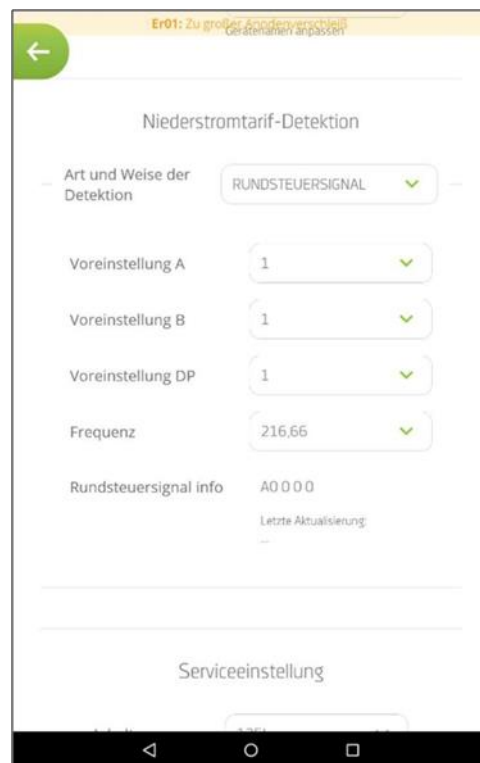 Er01: Zu großer Anodenverschleiß
Gerätenamen anpassen
Niederstromtarif-Detektion
Art und Weise der
Detektion
RUNDSTEUERSIGNAL
Voreinstellung A
1
Voreinstellung B
1
Voreinstellung DP
1
Frequenz
216,66
Rundsteuersignal info
A0 0 0 0
Letzte Aktualisierung:
--
Serviceeinstellung